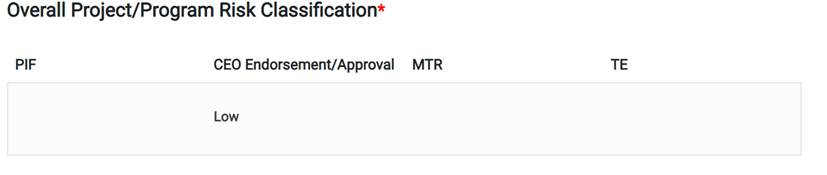 Overall Project/Program Risk Classification*
PIF CEO Endorsement/Approval MTR TE
Low